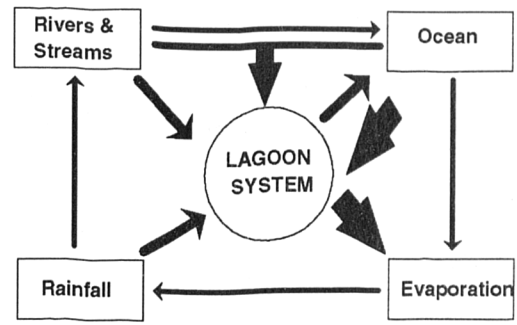 Rivers &
Streams
Ocean
LAGOON
SYSTEM
Rainfall
Evaporation